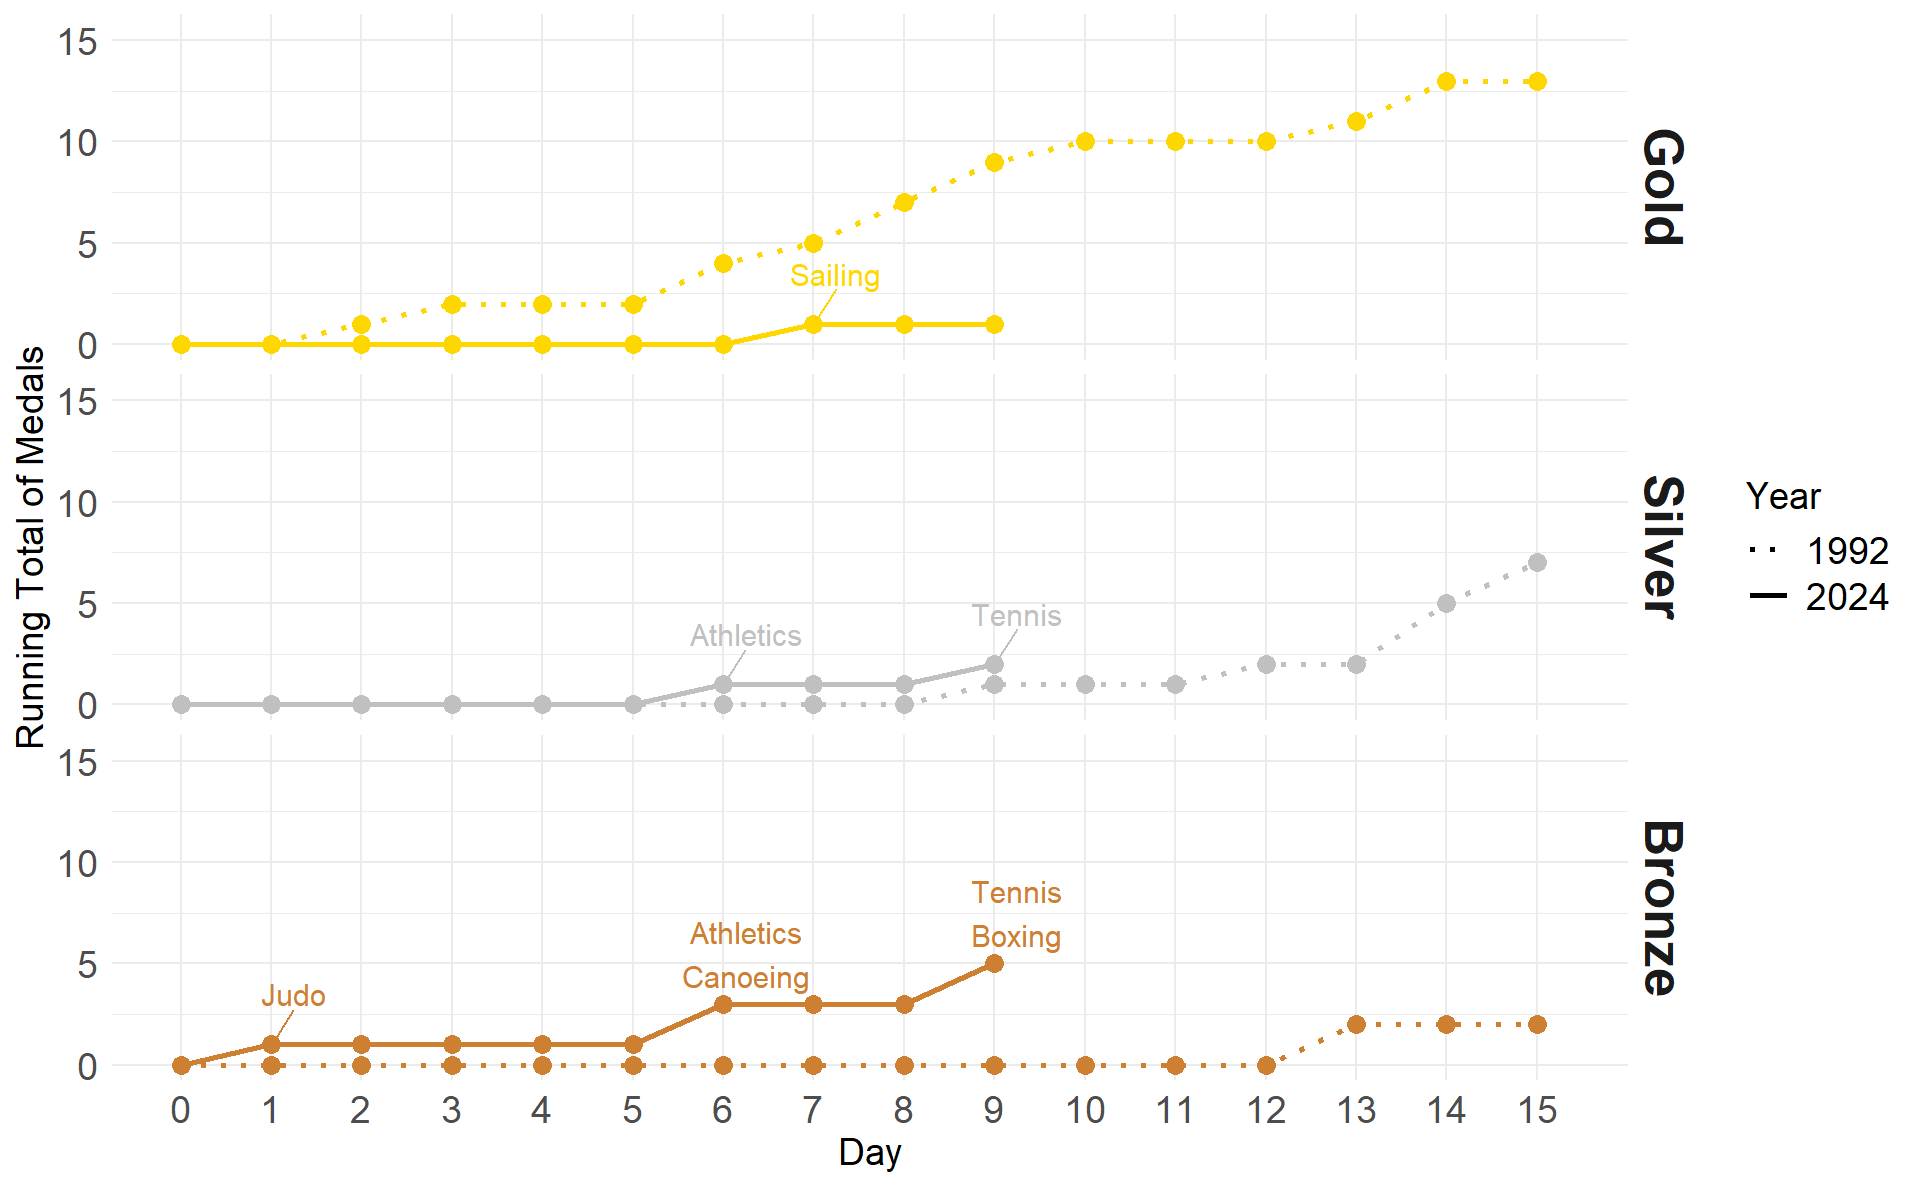 15
10
5
0
Sailing
Gold
15
10
5
0
Athletics
Tennis
Silver
15
10
5
0
Judo
Athletics
Canoeing
Tennis
Boxing
Bronze
0 1 2 3 4 5 6 7 8 9 10 11 12 13 14 15
Day
Running Total of Medals
Year
1992
2024